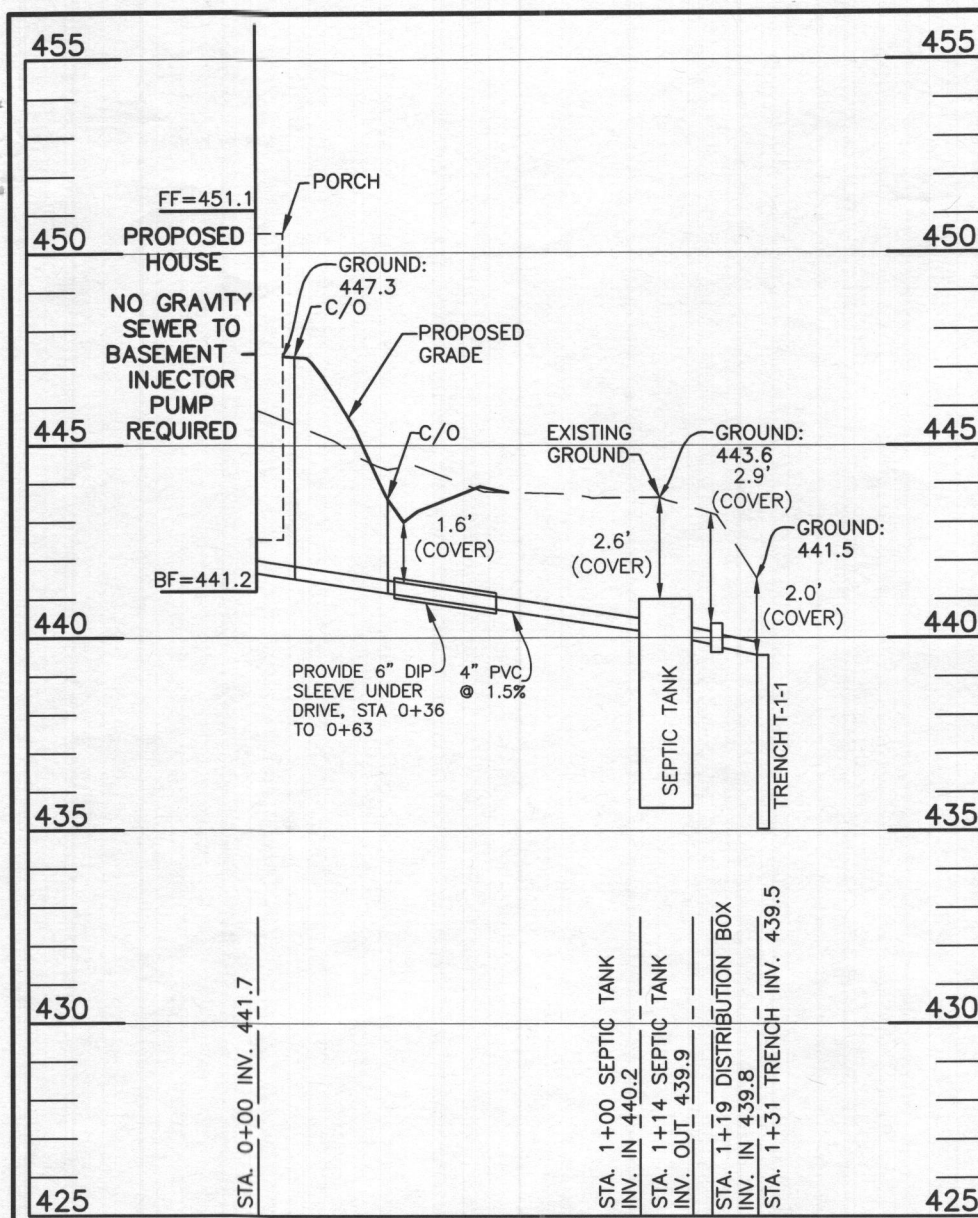 455
455
FF=451.1
PORCH
450
450
PROPOSED
HOUSE
GROUND:
447.3
C/O
NO GRAVITY
SEWER TO
BASEMENT
INJECTOR
PUMP
REQUIRED
PROPOSED
GRADE
445
445
C/O
EXISTING
GROUND
GROUND:
443.6
2.9'
(COVER)
1.6'
(COVER)
2.6'
(COVER)
GROUND:
441.5
2.0'
(COVER)
BF=441.2
440
440
PROVIDE 6" DIP
SLEEVE UNDER
DRIVE, STA 0+36
TO 0+63
4" PVC
@ 1.5%
SEPTIC TANK
TRENCH T-1-1
435
435
430
430
STA. 0+00 INV. 441.7
STA. 1+00 SEPTIC TANK
INV. IN 440.2
STA. 1+14 SEPTIC TANK
INV. OUT 439.9
STA. 1+19 DISTRIBUTION BOX
INV. IN 439.8
STA. 1+31 TRENCH INV. 439.5
425
425